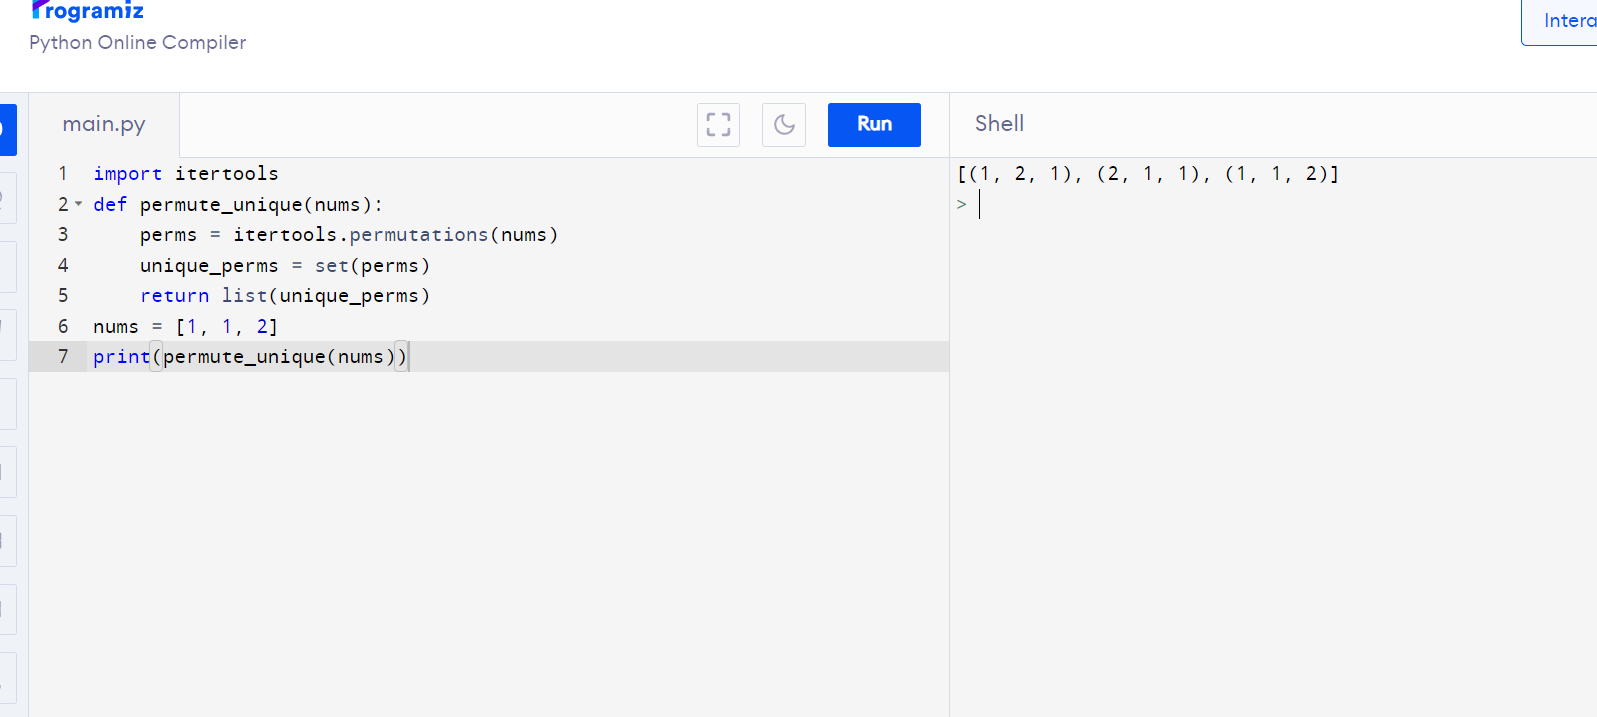 Programiz
Python Online Compiler
Intera
main.py
Run
Shell
1 import itertools
2 def permute_unique(nums):
3     perms = itertools.permutations(nums)
4     unique_perms = set(perms)
5     return list(unique_perms)
6 nums = [1, 1, 2]
7 print(permute_unique(nums))
[(1, 2, 1), (2, 1, 1), (1, 1, 2)]
>